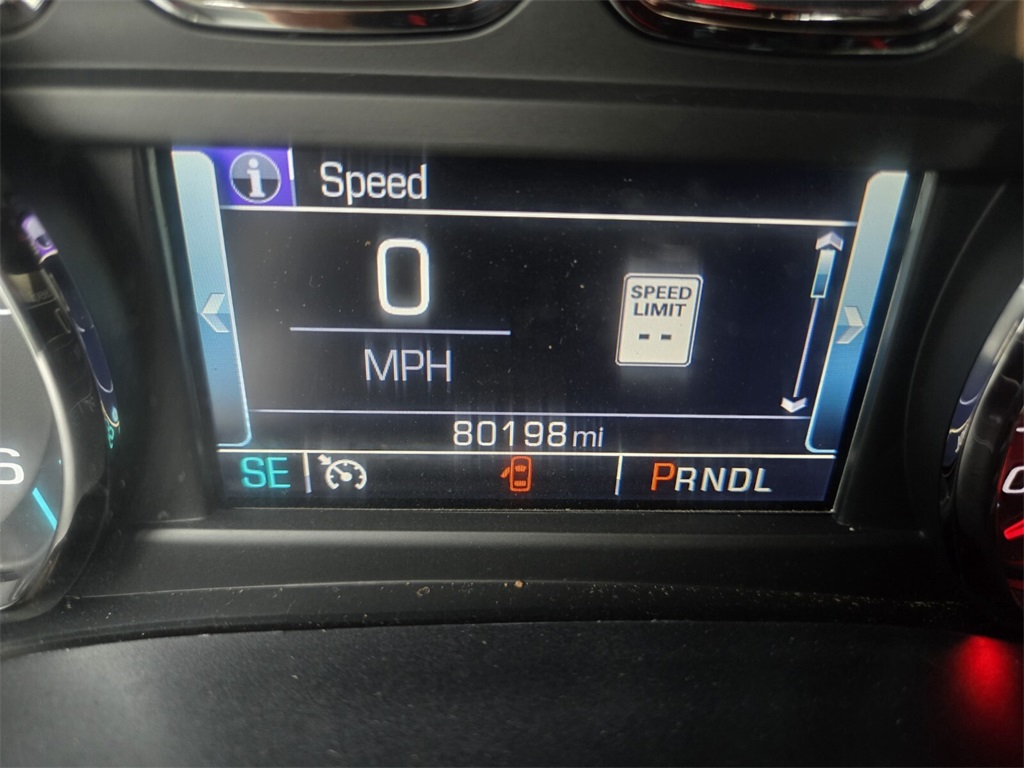 Speed
0
MPH
SPEED
LIMIT
--
80198 mi
SE
PRNDL